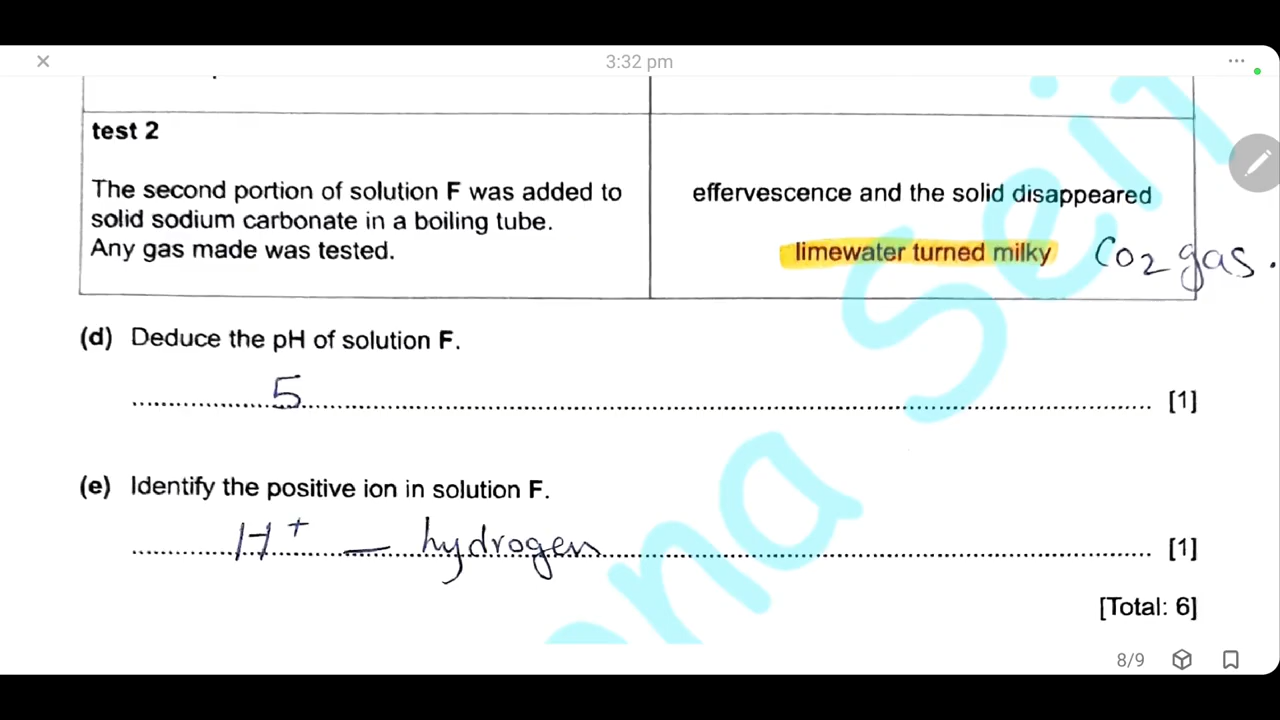 3:32 pm
test 2
The second portion of solution F was added to
solid sodium carbonate in a boiling tube.
Any gas made was tested.
effervescence and the solid disappeared
limewater turned milky CO2 gas.
(d) Deduce the pH of solution F.
5 [1]
(e) Identify the positive ion in solution F.
H+ — hydrogen [1]
[Total: 6]
8/9